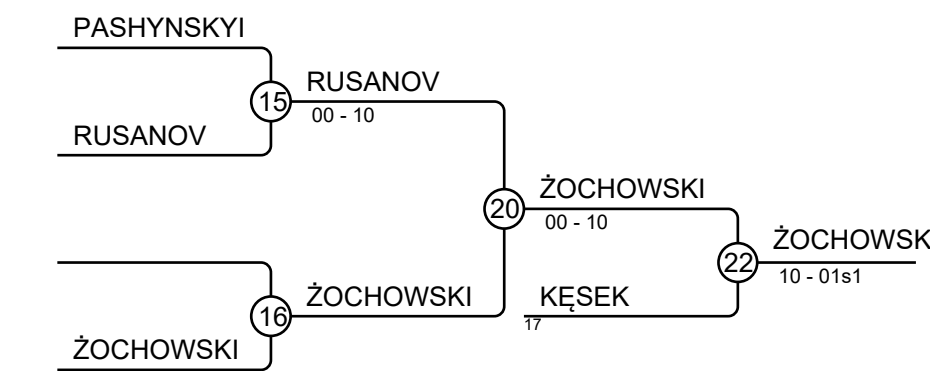 PASHYNSKYI
15
RUSANOV
00 - 10
RUSANOV
20
ŻOCHOWSKI
00 - 10
22
ŻOCHOWSK
10 - 01s1
16
ŻOCHOWSKI
KĘSEK
17
ŻOCHOWSKI